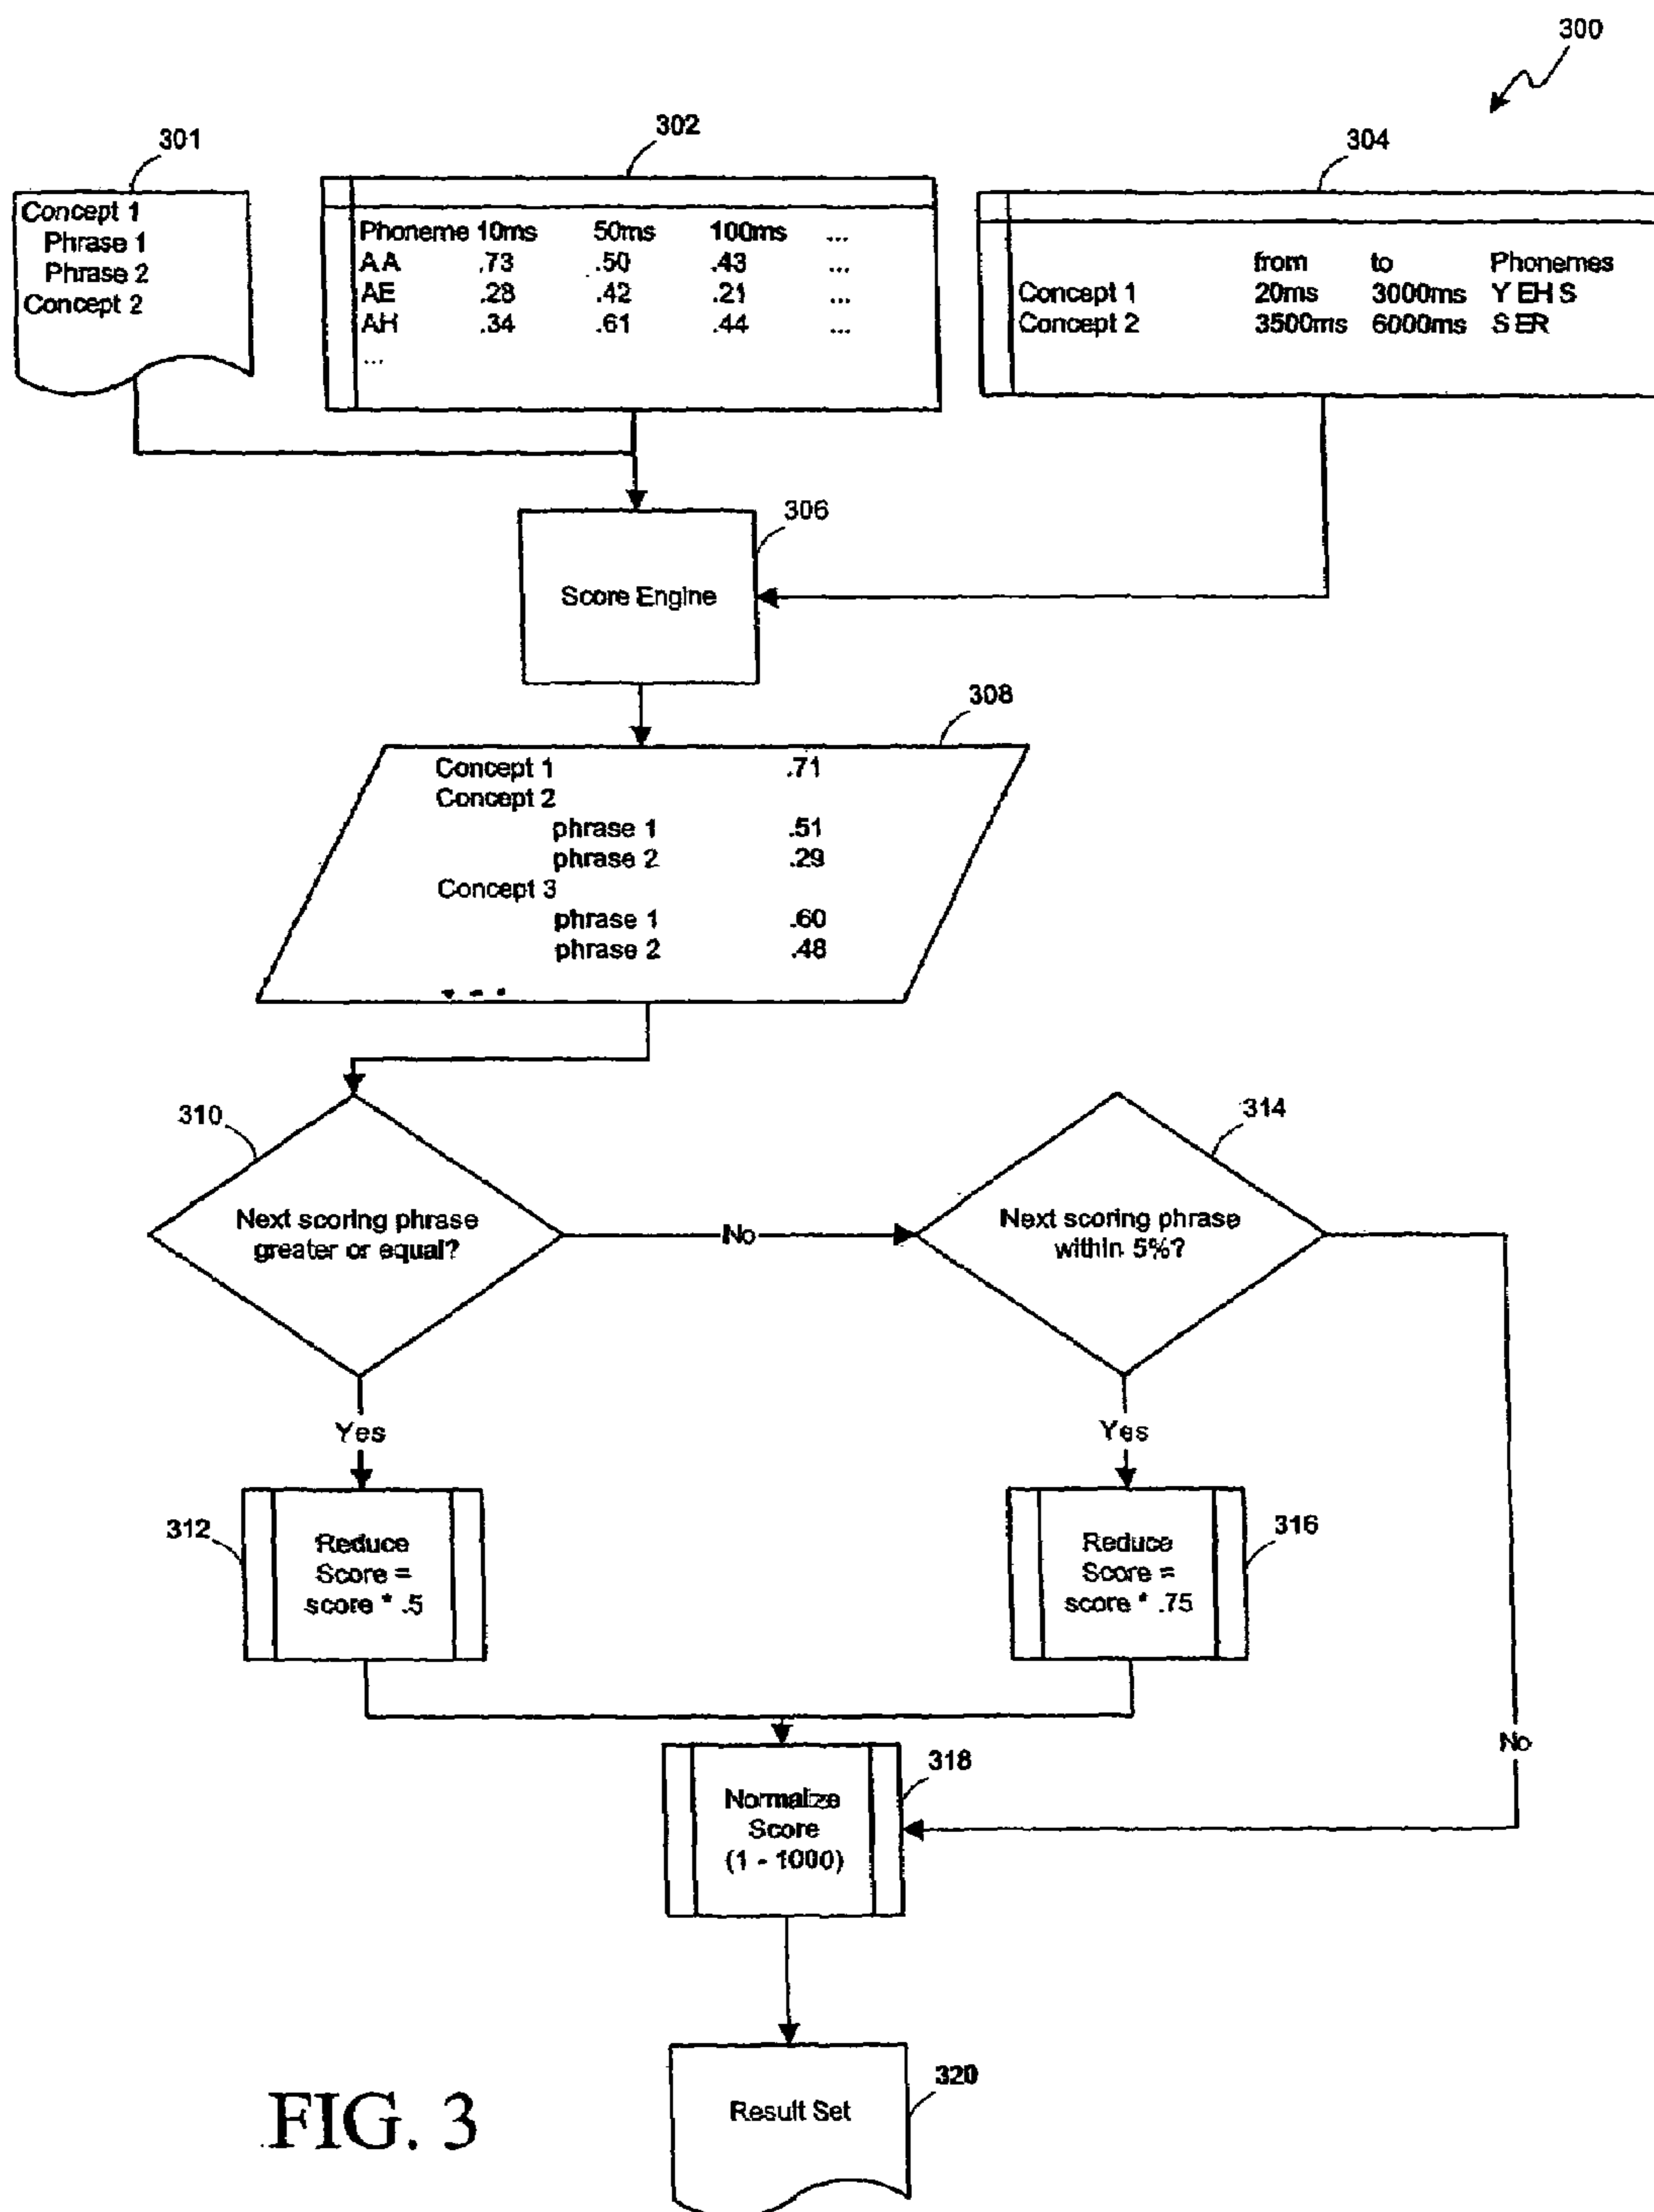 300
301
302
304
Concept 1
Phrase 1
Phrase 2
Concept 2
Phoneme 10ms 50ms 100ms ...
AA .73 .50 .43 ...
AE .28 .42 .21 ...
AH .34 .61 .44 ...
...
from to Phonemes
Concept 1 20ms 3000ms Y EH S
Concept 2 3500ms 6000ms S ER
306
Score Engine
308
Concept 1 .71
Concept 2
phrase 1 .51
phrase 2 .29
Concept 3
phrase 1 .60
phrase 2 .48
...
310
Next scoring phrase
greater or equal?
No
314
Next scoring phrase
within 5%?
Yes
Yes
312
Reduce
Score =
score * .5
316
Reduce
Score =
score * .75
No
318
Normalize
Score
(1 - 1000)
320
Result Set
FIG. 3